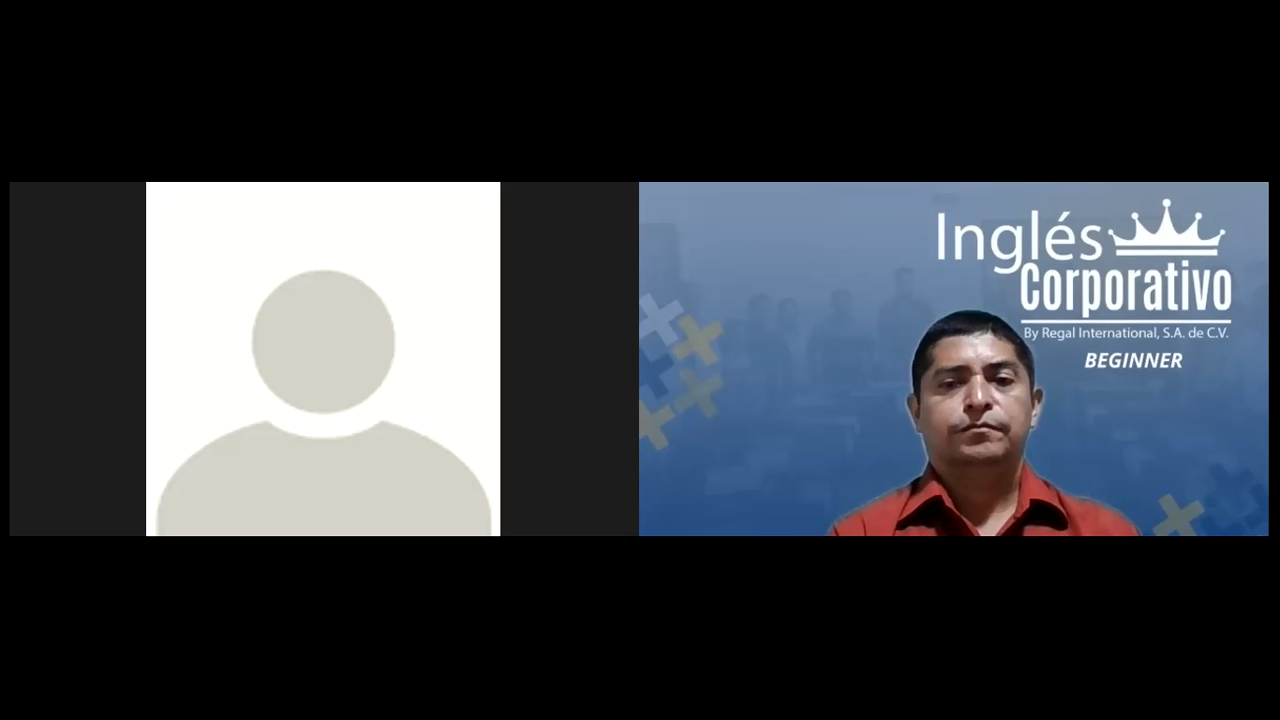 Inglés
Corporativo
By Regal International, S.A. de C.V.
BEGINNER